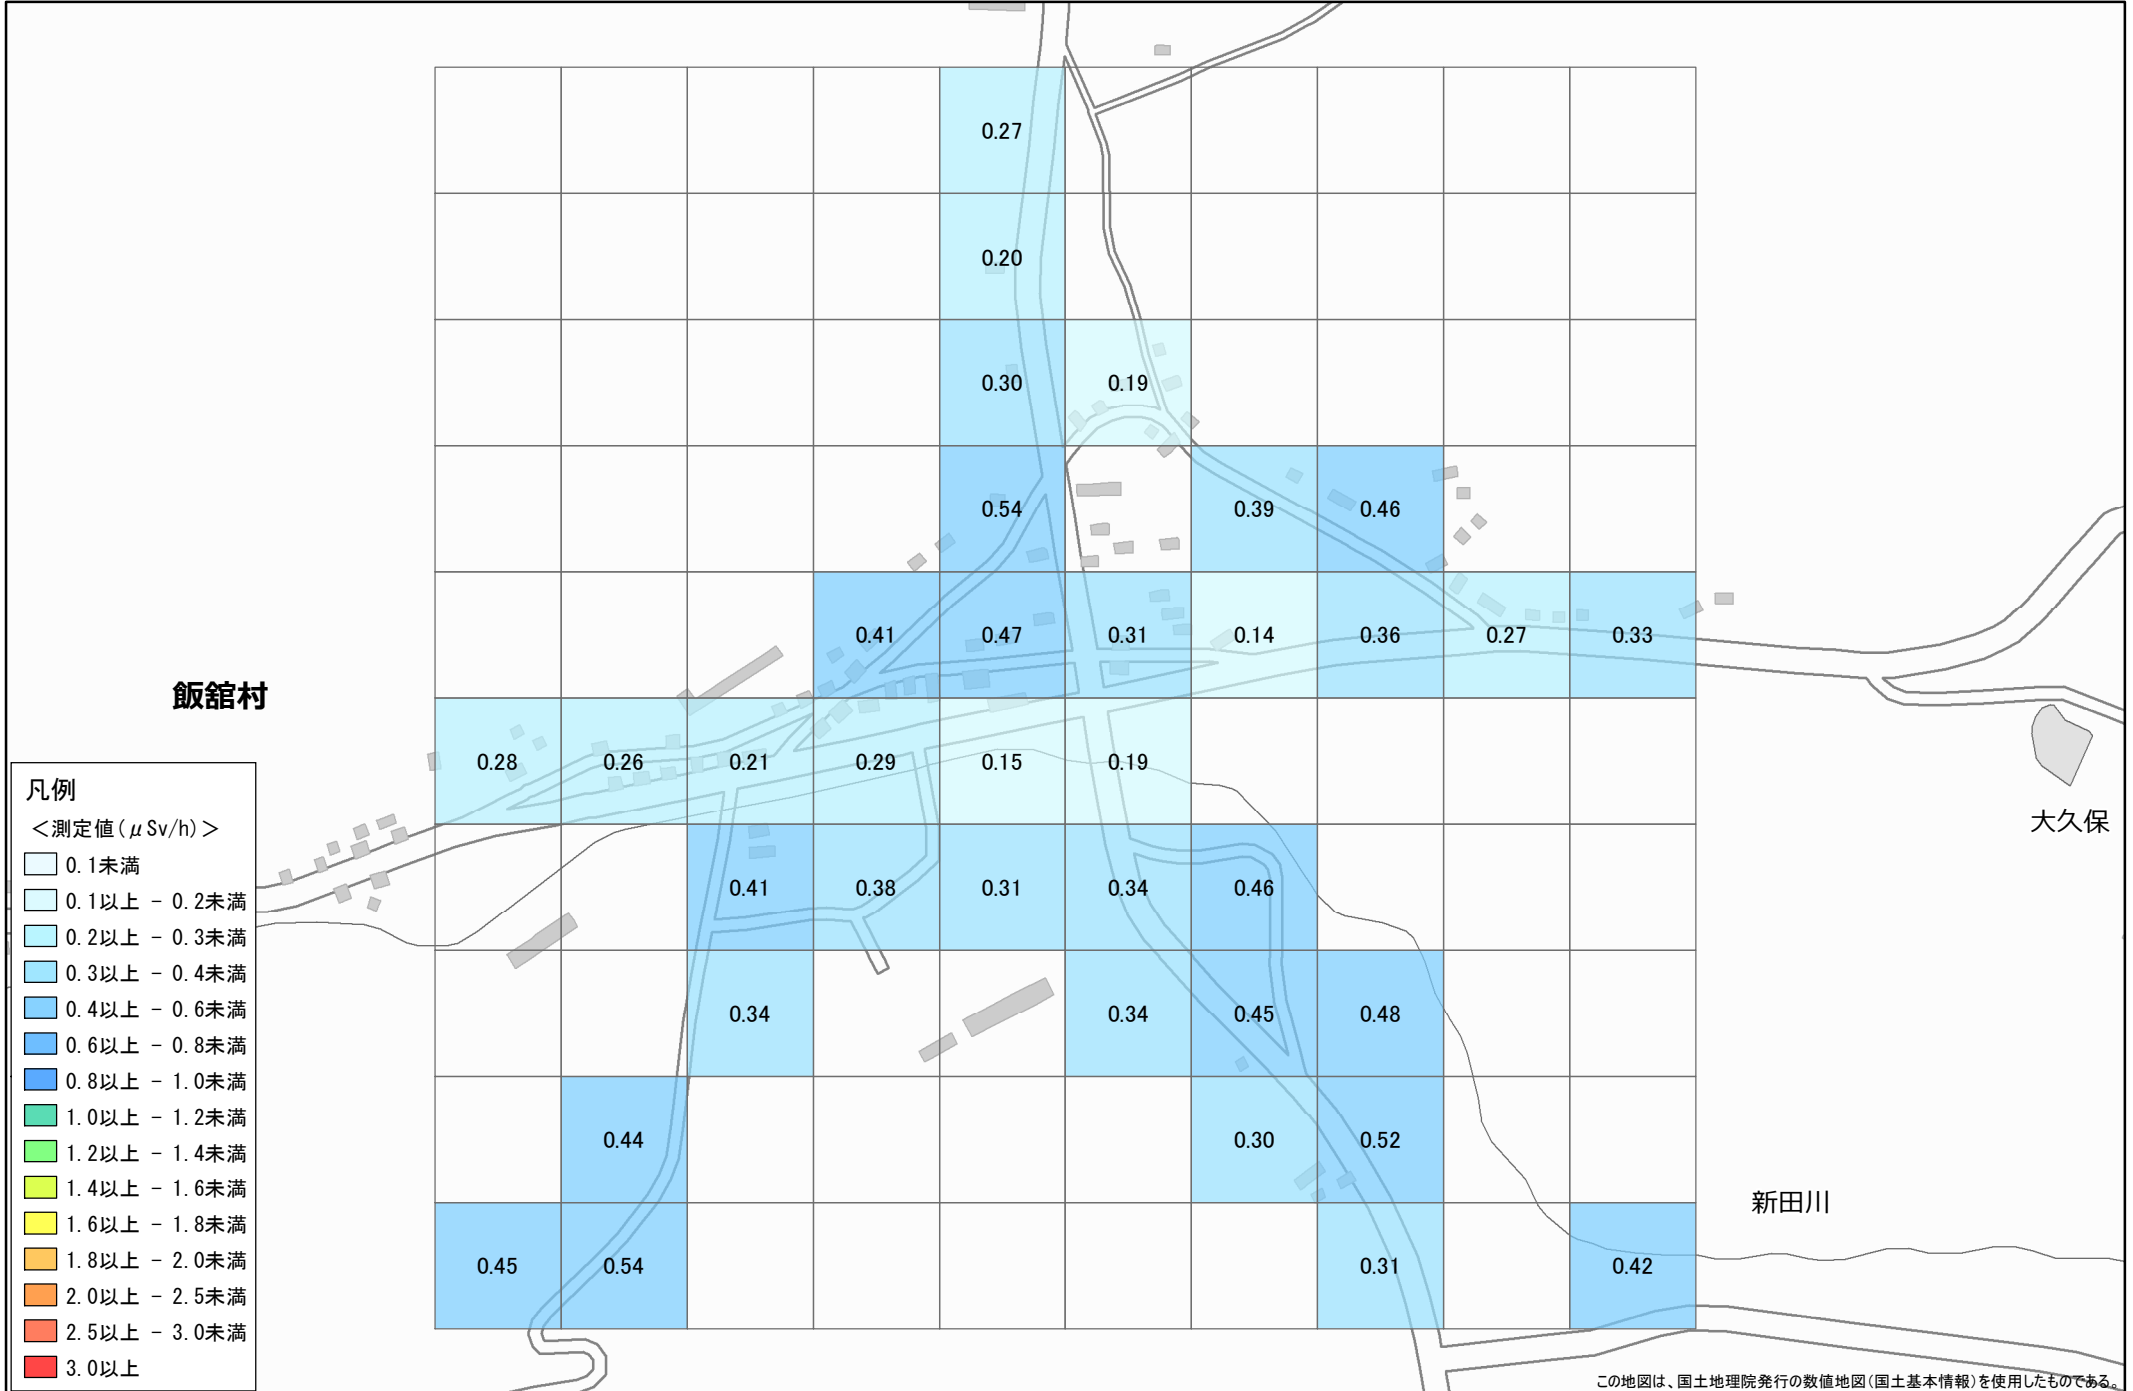 0.27
0.20
0.30 0.19
0.54 0.39 0.46
0.41 0.47 0.31 0.14 0.36 0.27 0.33
飯舘村
0.28 0.26 0.21 0.29 0.15 0.19
大久保
0.41 0.38 0.31 0.34 0.46
0.34 0.34 0.45 0.48
0.44 0.30 0.52
新田川
0.45 0.54 0.31 0.42
凡例
＜測定値(μSv/h)＞
0.1未満
0.1以上 - 0.2未満
0.2以上 - 0.3未満
0.3以上 - 0.4未満
0.4以上 - 0.6未満
0.6以上 - 0.8未満
0.8以上 - 1.0未満
1.0以上 - 1.2未満
1.2以上 - 1.4未満
1.4以上 - 1.6未満
1.6以上 - 1.8未満
1.8以上 - 2.0未満
2.0以上 - 2.5未満
2.5以上 - 3.0未満
3.0以上
この地図は、国土地理院発行の数値地図(国土基本情報)を使用したものである。